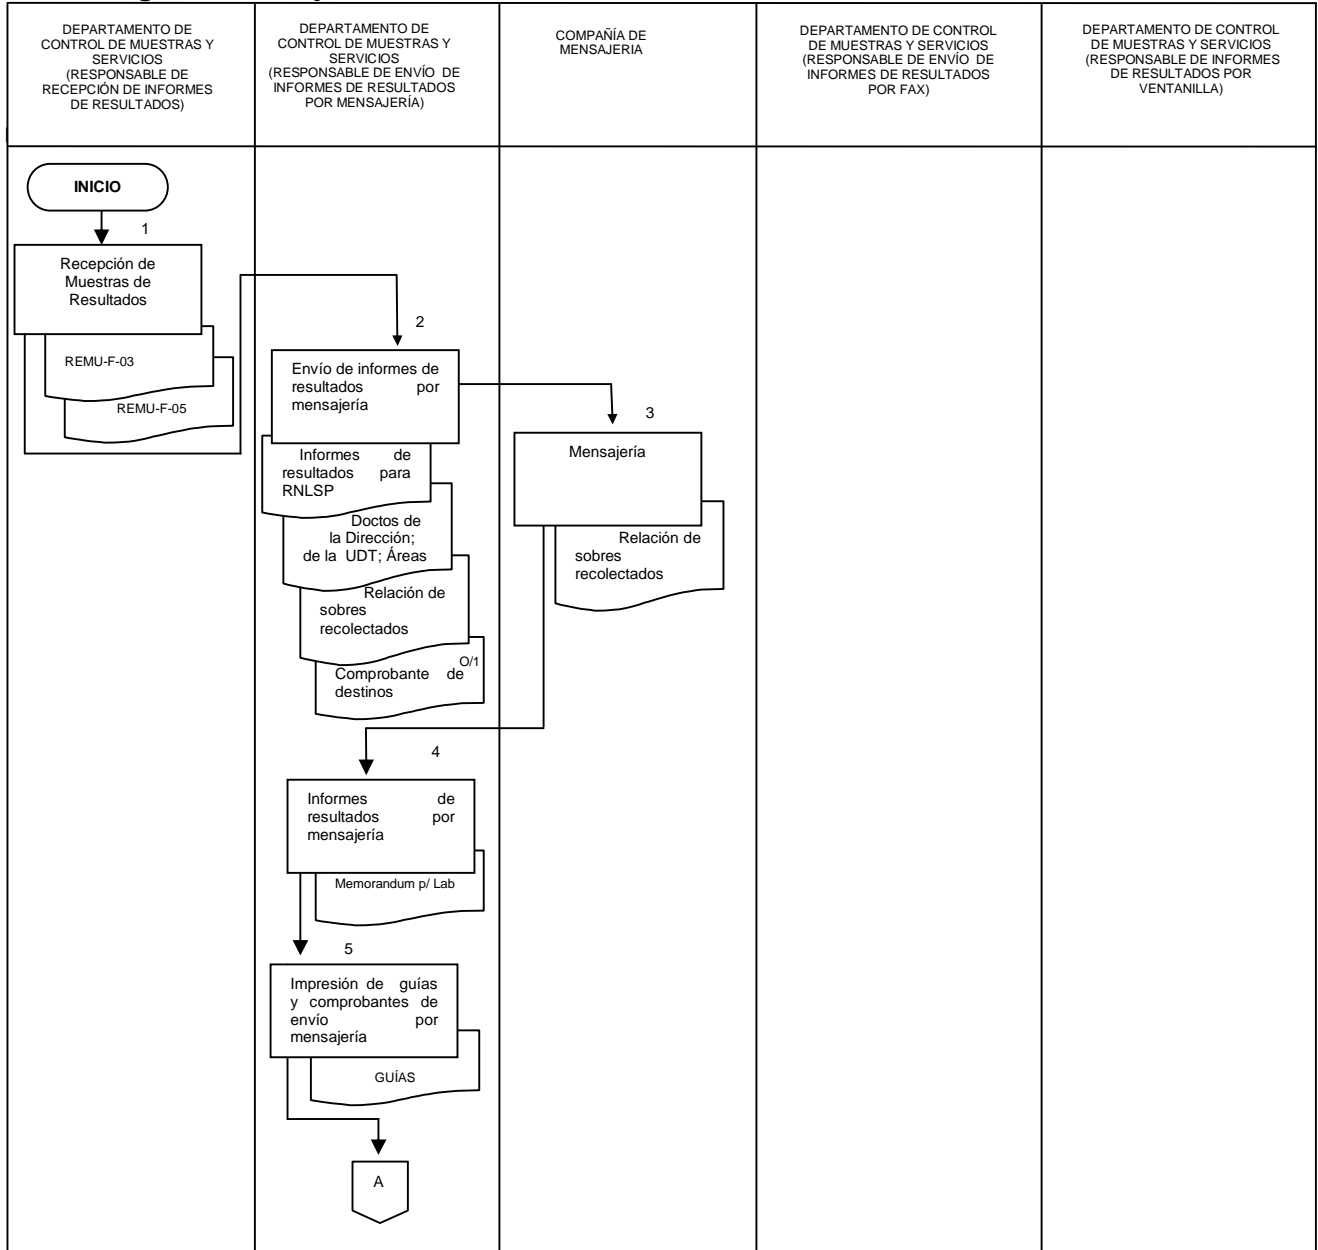 DEPARTAMENTO DE
CONTROL DE MUESTRAS Y
SERVICIOS
(RESPONSABLE DE
RECEPCIÓN DE INFORMES
DE RESULTADOS)
DEPARTAMENTO DE
CONTROL DE MUESTRAS Y
SERVICIOS
(RESPONSABLE DE ENVÍO DE
INFORMES DE RESULTADOS
POR MENSAJERÍA)
COMPAÑÍA DE
MENSAJERIA
DEPARTAMENTO DE CONTROL
DE MUESTRAS Y SERVICIOS
(RESPONSABLE DE ENVÍO DE
INFORMES DE RESULTADOS
POR FAX)
DEPARTAMENTO DE CONTROL
DE MUESTRAS Y SERVICIOS
(RESPONSABLE DE INFORMES
DE RESULTADOS POR
VENTANILLA)
INICIO
1
Recepción de
Muestras de
Resultados
REMU-F-03
REMU-F-05
2
Envío de informes de
resultados por
mensajería
Informes de
resultados para
RNLSP
Doctos de
la Dirección;
de la UDT; Áreas
Relación de
sobres
recolectados
O/1
Comprobante de
destinos
3
Mensajería
Relación de
sobres
recolectados
4
Informes de
resultados por
mensajería
Memorandum p/ Lab
5
Impresión de guías
y comprobantes de
envío por
mensajería
GUÍAS
A